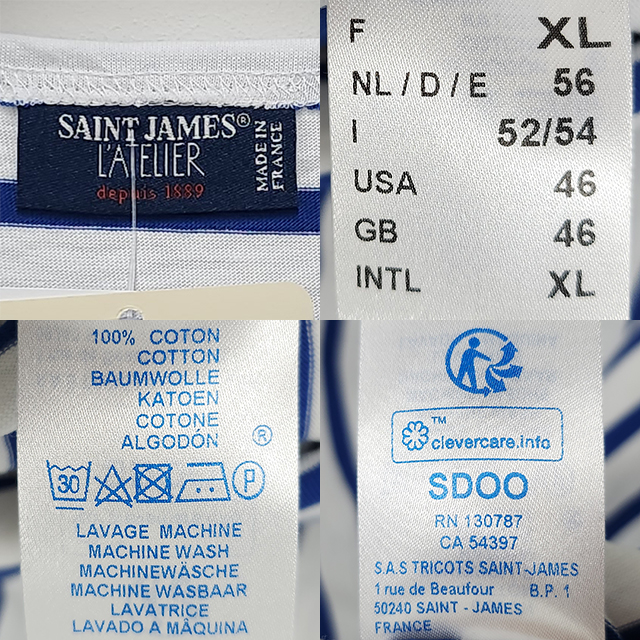 SAINT JAMES®
L'ATELIER
depuis 1889
MADE IN
FRANCE
F XL
NL / D / E 56
I 52/54
USA 46
GB 46
INTL XL
100% COTON
COTTON
BAUMWOLLE
KATOEN
COTONE
ALGODÓN
®
30 P
LAVAGE MACHINE
MACHINE WASH
MACHINEWÄSCHE
MACHINE WASBAAR
LAVATRICE
LAVADO A MÁQUINA
TM
clevercare.info
SDOO
RN 130787
CA 54397
S.A.S TRICOTS SAINT-JAMES
1 rue de Beaufour B.P. 1
50240 SAINT - JAMES
FRANCE